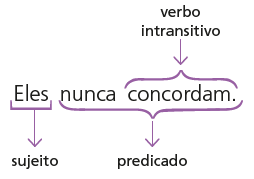 verbo
intransitivo
Eles nunca concordam.
sujeito predicado